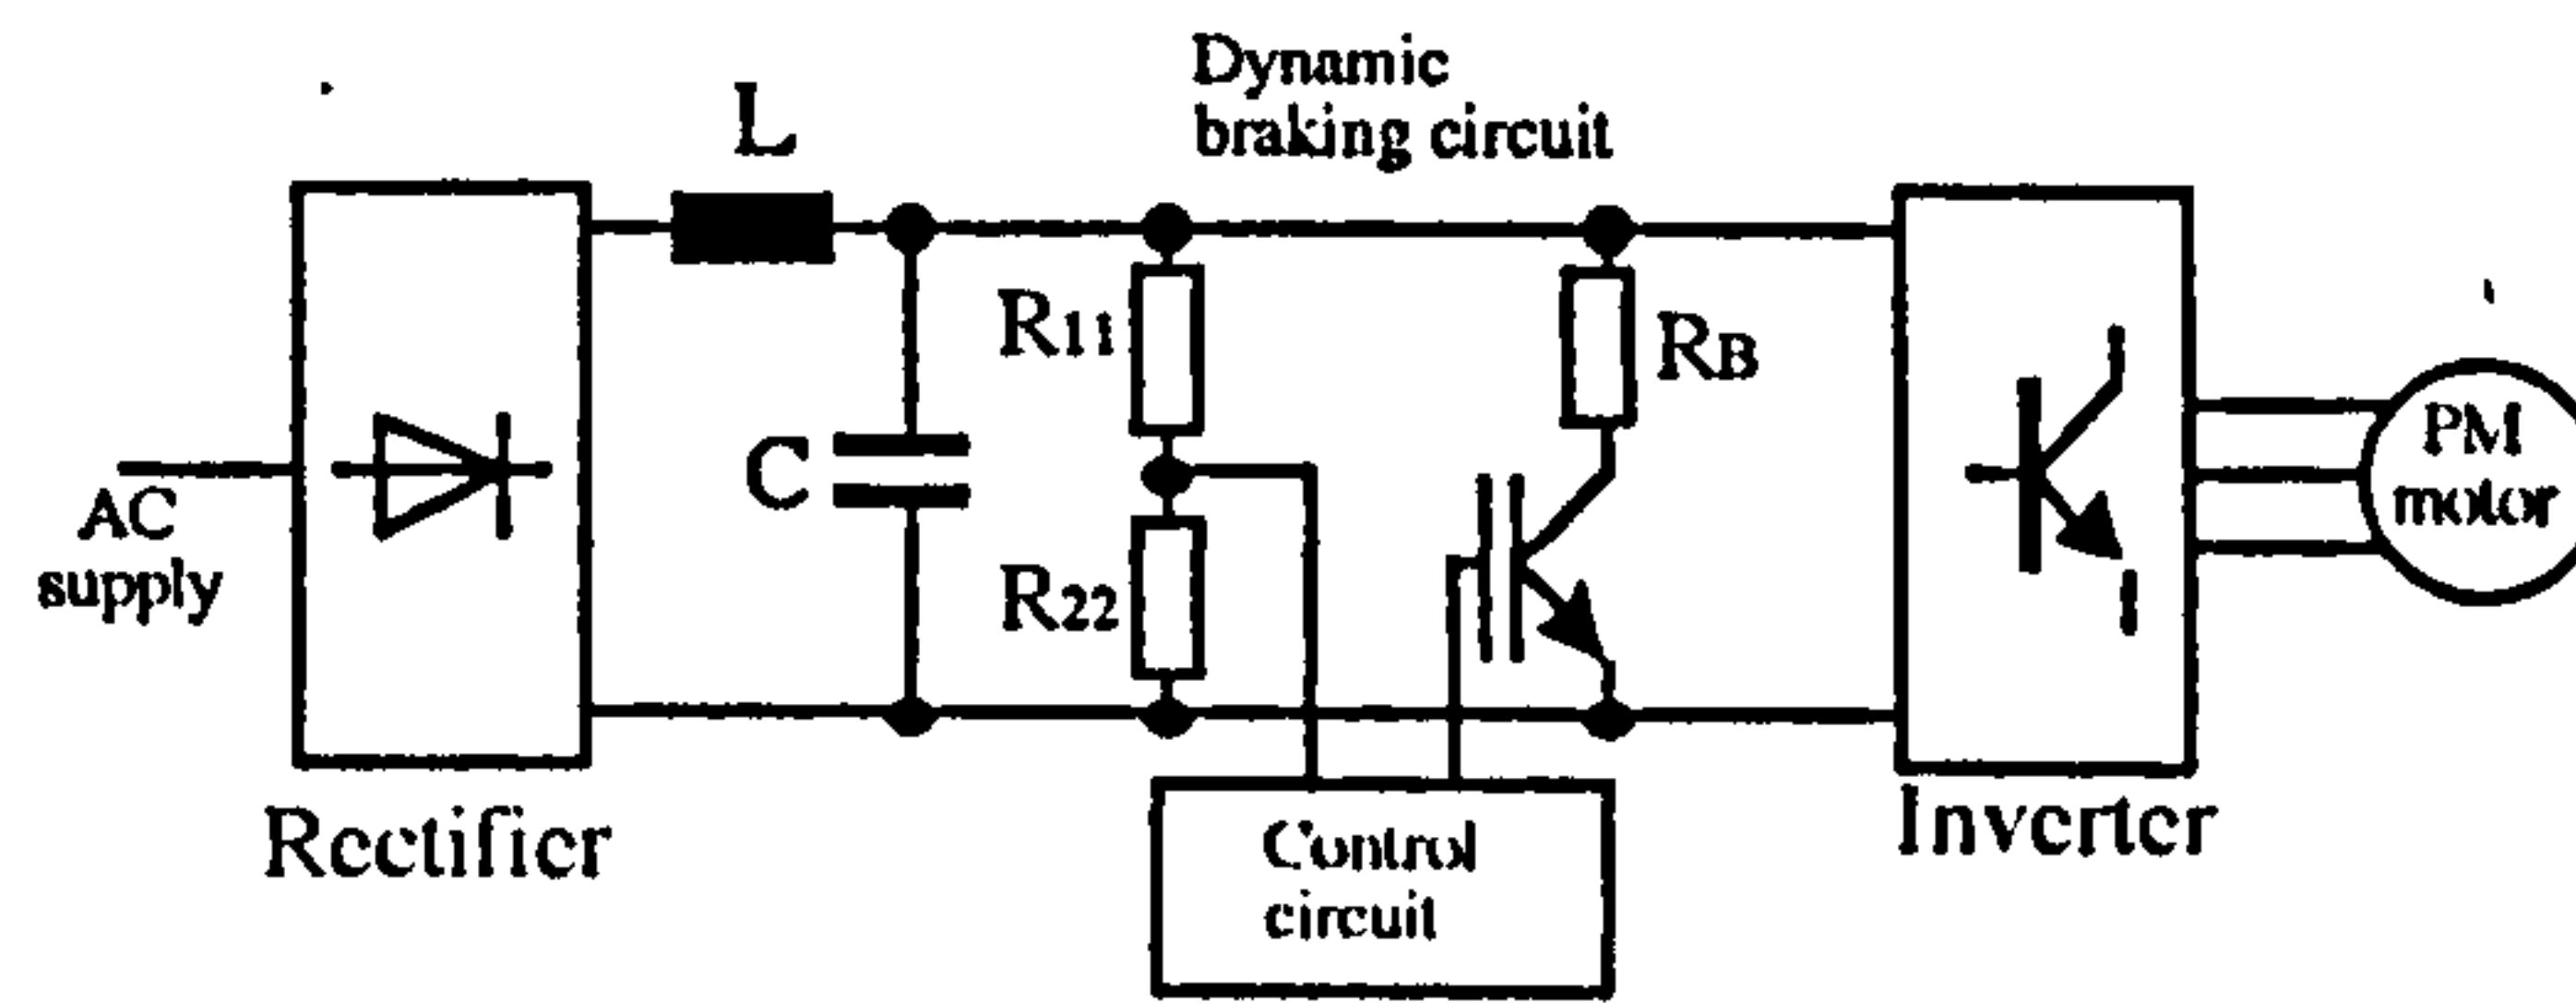 Dynamic
braking circuit
L
R11
RB
C
R22
AC
supply
PM
motor
Rectifier
Inverter
Control
circuit